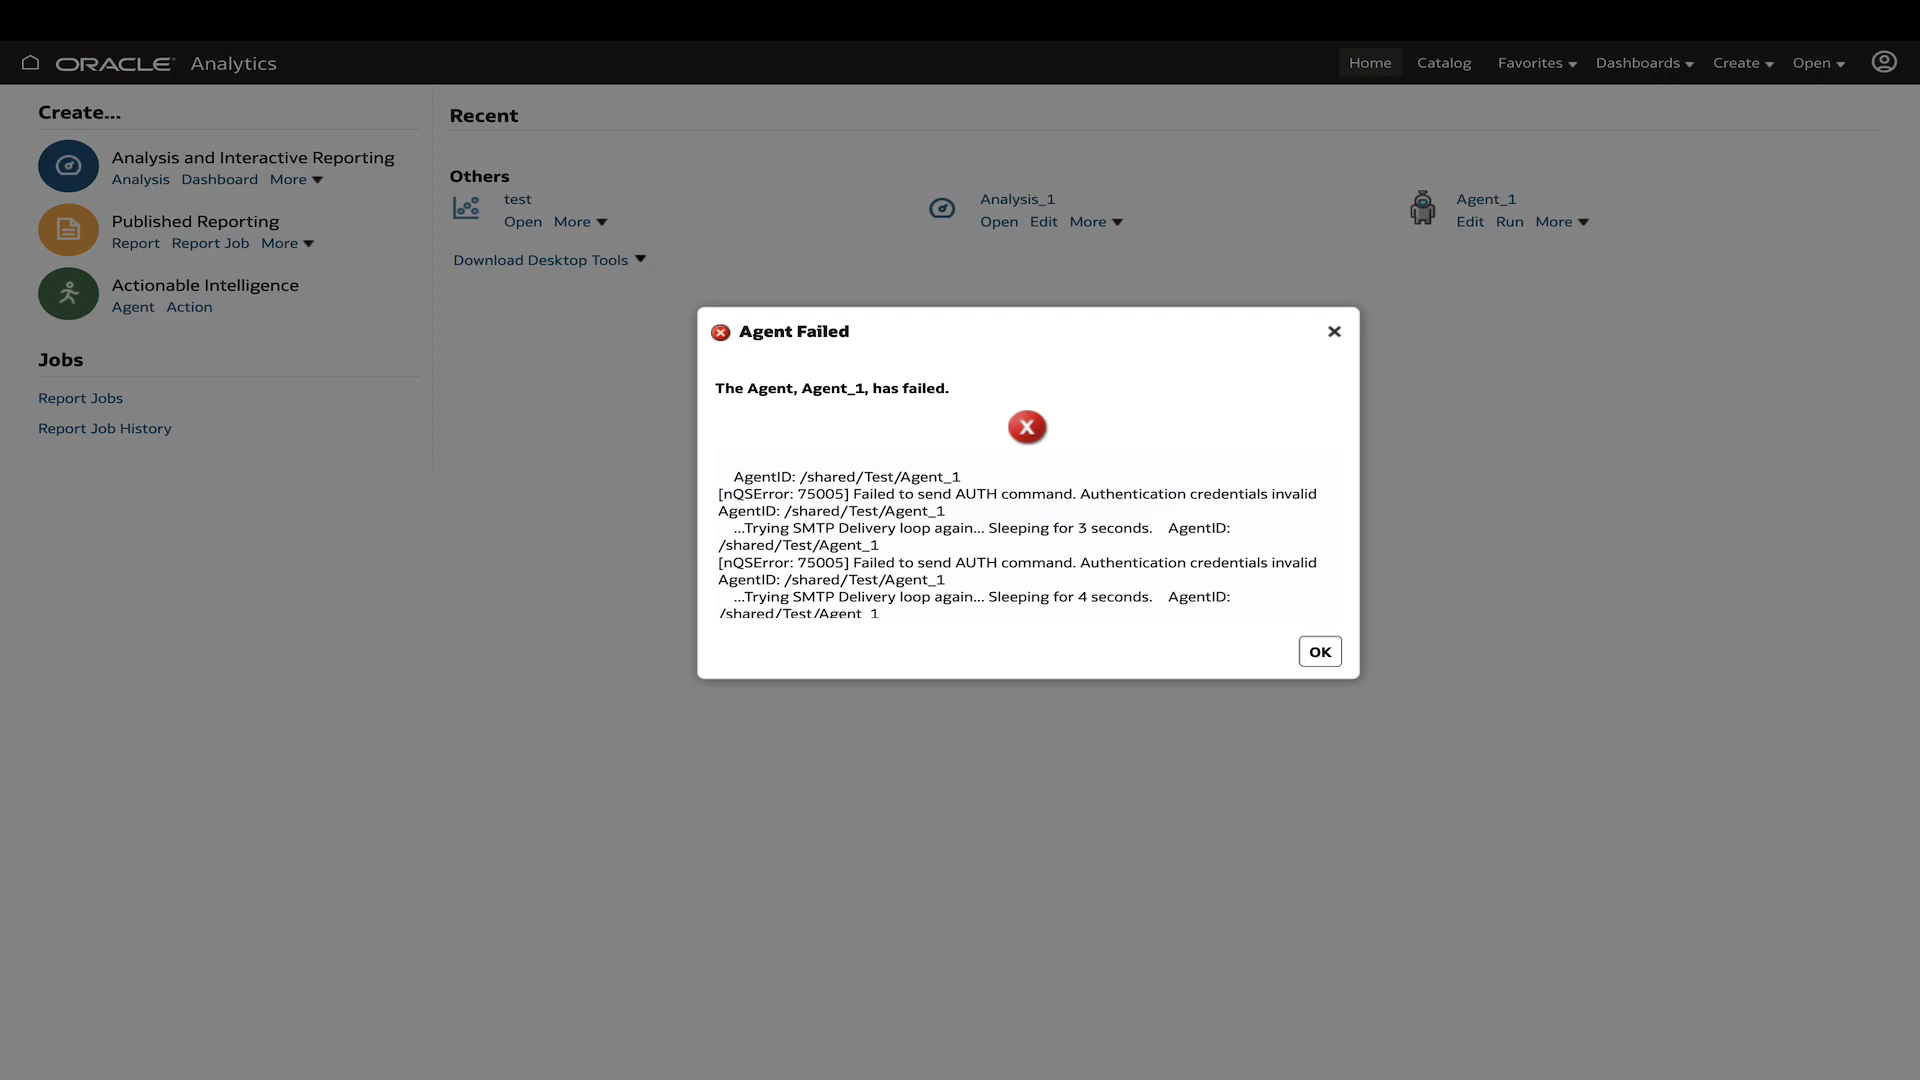 ORACLE Analytics
Home Catalog Favorites Dashboards Create Open
Create...
Analysis and Interactive Reporting
Analysis Dashboard More
Published Reporting
Report Report Job More
Actionable Intelligence
Agent Action
Jobs
Report Jobs
Report Job History
Recent
Others
test
Open More
Analysis_1
Open Edit More
Agent_1
Edit Run More
Download Desktop Tools
Agent Failed
The Agent, Agent_1, has failed.
AgentID: /shared/Test/Agent_1
[nQSError: 75005] Failed to send AUTH command. Authentication credentials invalid
AgentID: /shared/Test/Agent_1
...Trying SMTP Delivery loop again... Sleeping for 3 seconds. AgentID:
/shared/Test/Agent_1
[nQSError: 75005] Failed to send AUTH command. Authentication credentials invalid
AgentID: /shared/Test/Agent_1
...Trying SMTP Delivery loop again... Sleeping for 4 seconds. AgentID:
/shared/Test/Agent_1
OK